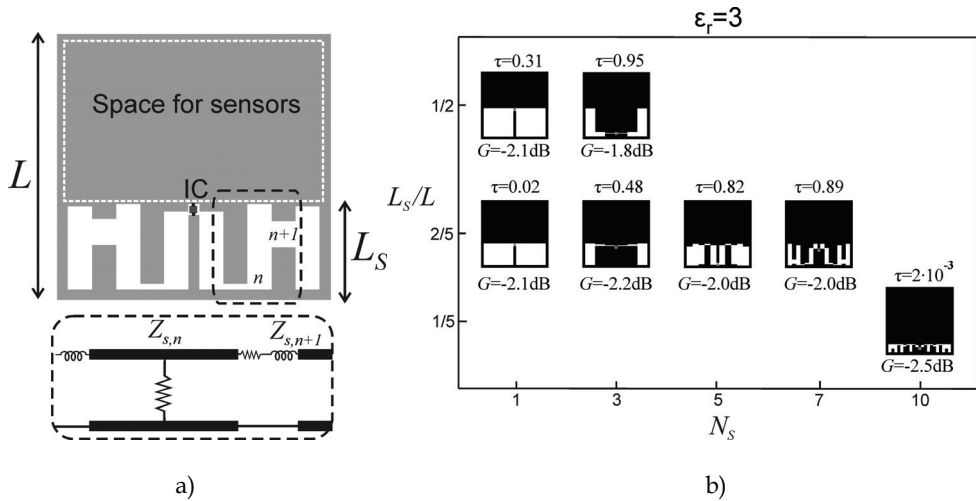 L
Space for sensors
IC
n+1
n
L_S
Z_{s,n} Z_{s,n+1}
a)
ε_r=3
τ=0.31 τ=0.95
1/2
G=-1.8dB
G=-2.1dB
L_S/L
τ=0.02 τ=0.48 τ=0.82 τ=0.89
2/5
G=-2.1dB G=-2.2dB G=-2.0dB G=-2.0dB
τ=2·10^{-3}
1/5
G=-2.5dB
1 3 5 7 10
N_S
b)